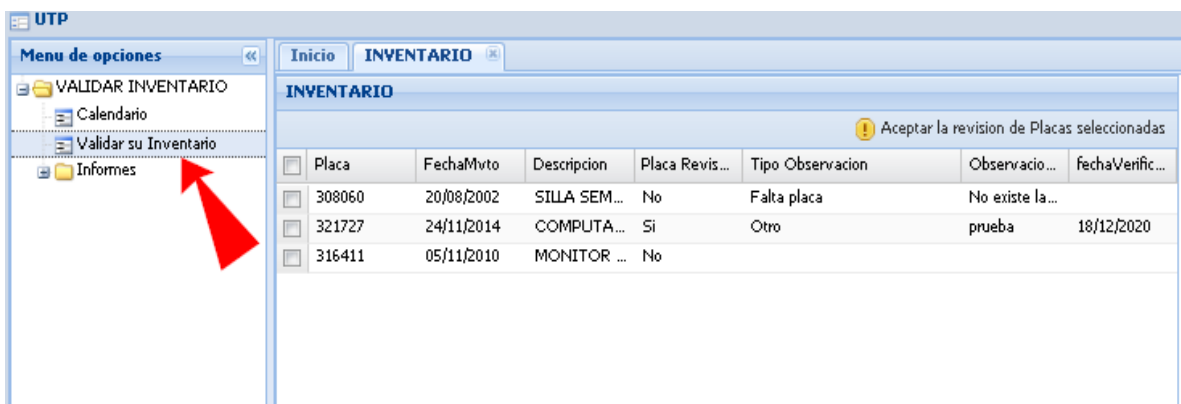 UTP
Menu de opciones
VALIDAR INVENTARIO
Calendario
Validar su Inventario
Informes
Inicio INVENTARIO
INVENTARIO
Aceptar la revision de Placas seleccionadas
Placa FechaMvto Descripcion Placa Revis... Tipo Observacion Observacio... fechaVerific...
308060 20/08/2002 SILLA SEM... No Falta placa No existe la...
321727 24/11/2014 COMPUTA... Si Otro prueba 18/12/2020
316411 05/11/2010 MONITOR ... No